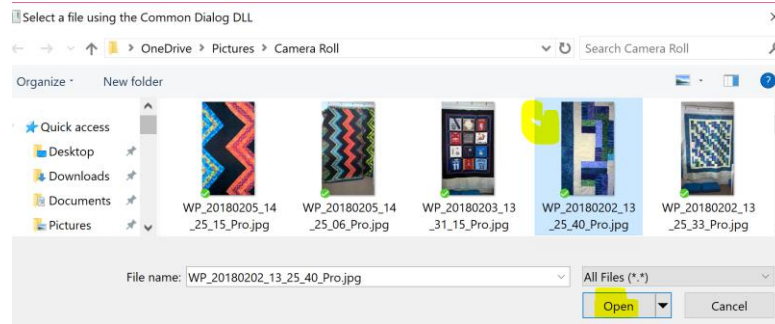 Select a file using the Common Dialog DLL
OneDrive > Pictures > Camera Roll
Search Camera Roll
Organize
New folder
Quick access
Desktop
Downloads
Documents
Pictures
WP_20180205_14
_25_15_Pro.jpg
WP_20180205_14
_25_06_Pro.jpg
WP_20180203_13
_31_15_Pro.jpg
WP_20180202_13
_25_40_Pro.jpg
WP_20180202_13
_25_33_Pro.jpg
File name: WP_20180202_13_25_40_Pro.jpg
All Files (*.*)
Open
Cancel